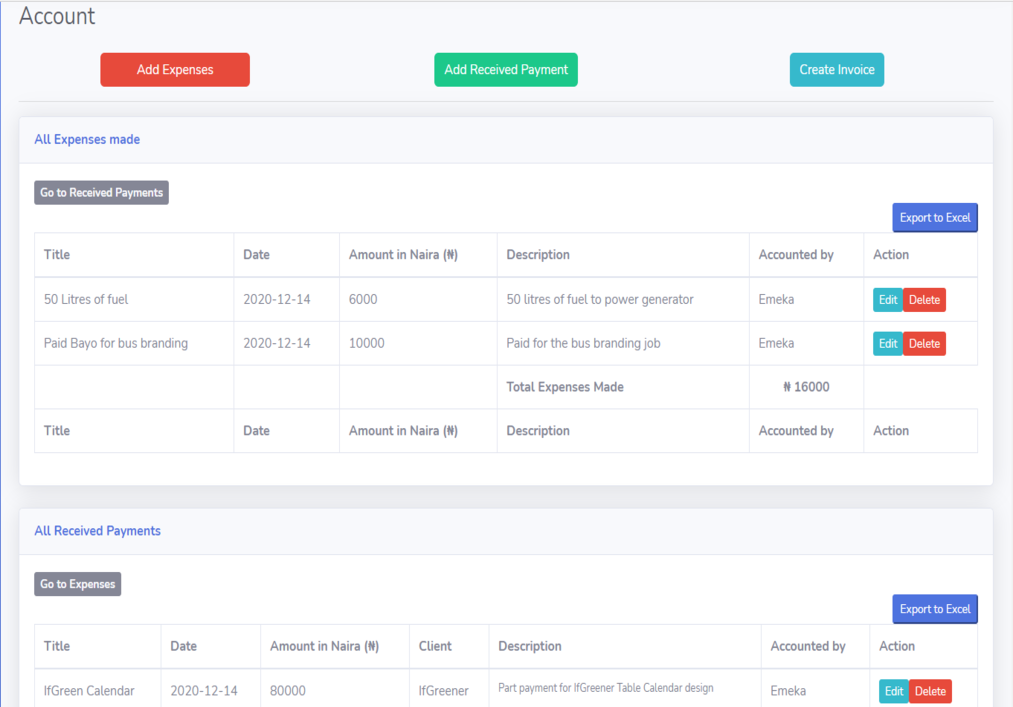 Account
Add Expenses Add Received Payment Create Invoice
All Expenses made
Go to Received Payments
Export to Excel
Title Date Amount in Naira (₦) Description Accounted by Action
50 Litres of fuel 2020-12-14 6000 50 litres of fuel to power generator Emeka Edit Delete
Paid Bayo for bus branding 2020-12-14 10000 Paid for the bus branding job Emeka Edit Delete
Total Expenses Made ₦ 16000
Title Date Amount in Naira (₦) Description Accounted by Action
All Received Payments
Go to Expenses
Export to Excel
Title Date Amount in Naira (₦) Client Description Accounted by Action
IfGreen Calendar 2020-12-14 80000 IfGreener Part payment for IfGreener Table Calendar design Emeka Edit Delete